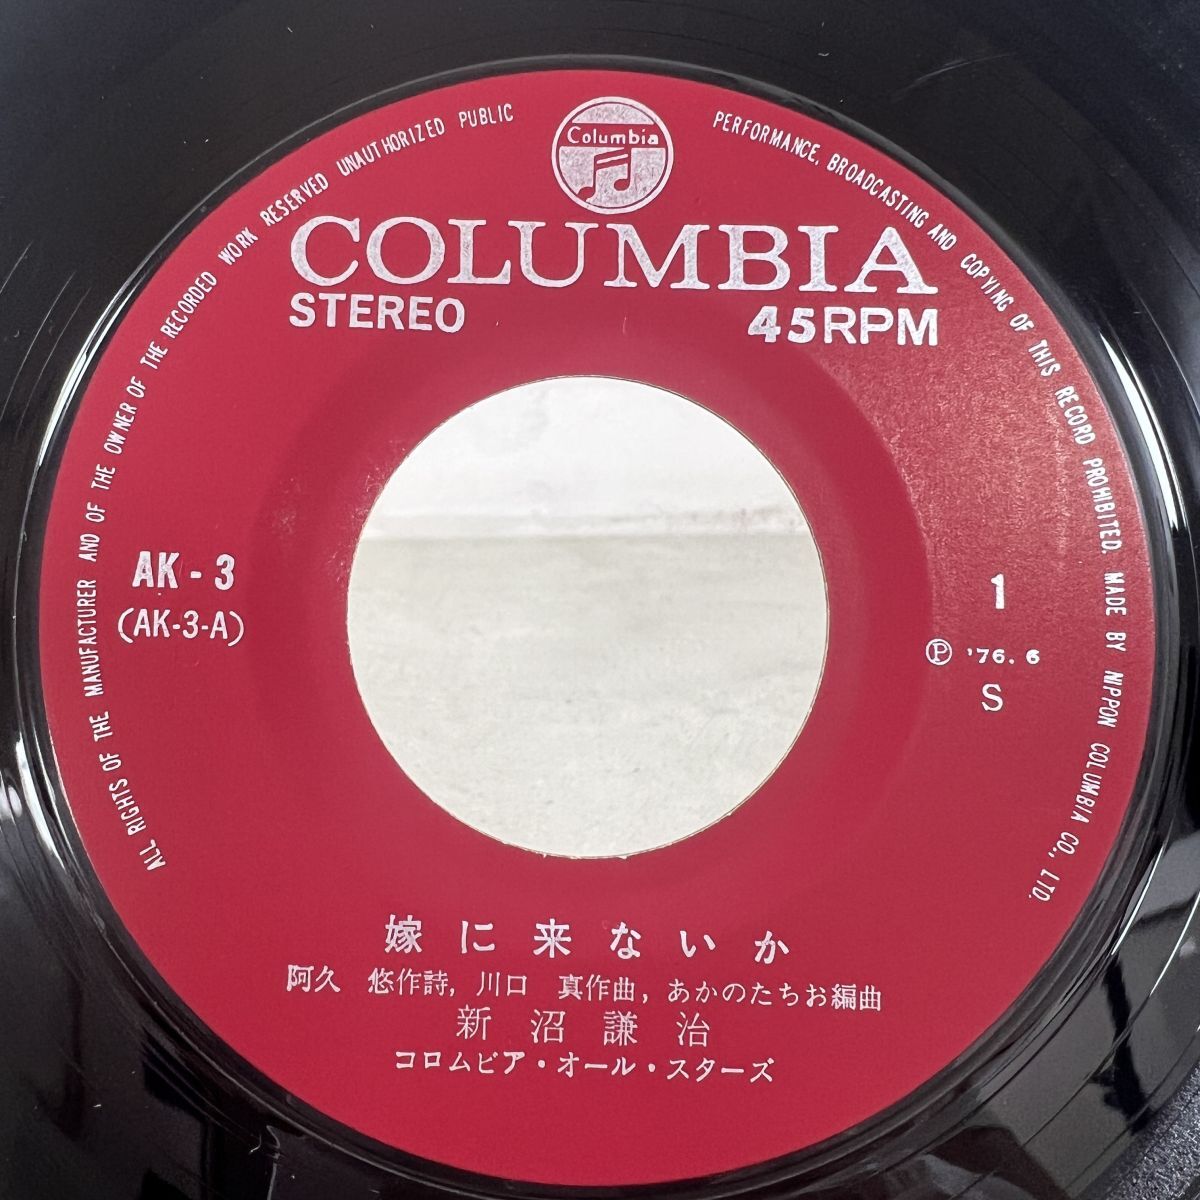 ALL RIGHTS OF THE MANUFACTURER AND OF THE OWNER OF THE RECORDED WORK RESERVED UNAUTHORIZED PUBLIC PERFORMANCE, BROADCASTING AND COPYING OF THIS RECORD PROHIBITED. MADE BY NIPPON COLUMBIA CO., LTD.
Columbia
COLUMBIA
STEREO 45RPM
AK - 3
(AK-3-A)
1
Ⓟ '76. 6
S
嫁に来ないか
阿久 悠作詩, 川口 真作曲, あかのたちお編曲
新沼謙治
コロムビア・オール・スターズ